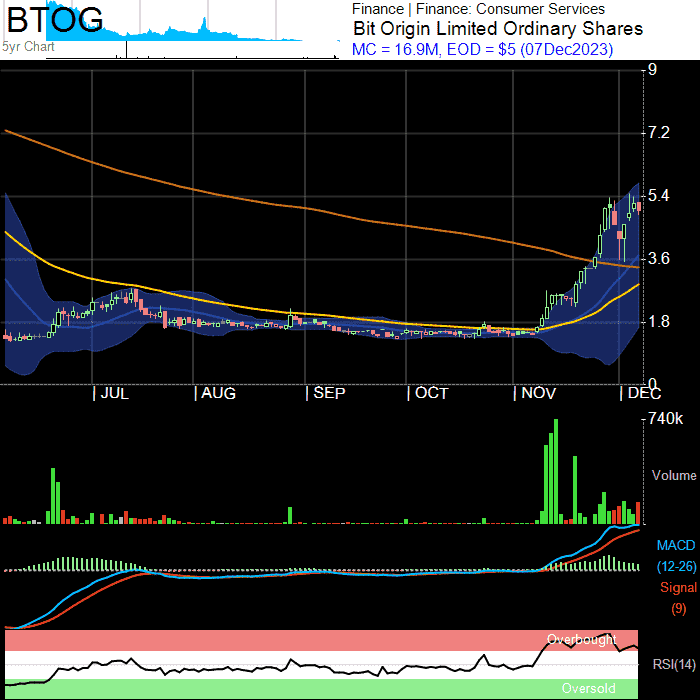 BTOG
5yr Chart
Finance | Finance: Consumer Services
Bit Origin Limited Ordinary Shares
MC = 16.9M, EOD = $5 (07Dec2023)
9
7.2
5.4
3.6
1.8
0
JUL
AUG
SEP
OCT
NOV
DEC
740k
Volume
MACD
(12-26)
Signal
(9)
Overbought
RSI(14)
Oversold